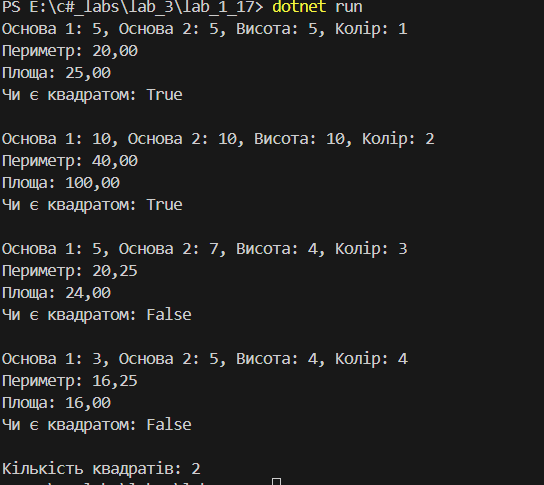 PS E:\c#_labs\lab_3\lab_1_17> dotnet run
Основа 1: 5, Основа 2: 5, Висота: 5, Колір: 1
Периметр: 20,00
Площа: 25,00
Чи є квадратом: True
Основа 1: 10, Основа 2: 10, Висота: 10, Колір: 2
Периметр: 40,00
Площа: 100,00
Чи є квадратом: True
Основа 1: 5, Основа 2: 7, Висота: 4, Колір: 3
Периметр: 20,25
Площа: 24,00
Чи є квадратом: False
Основа 1: 3, Основа 2: 5, Висота: 4, Колір: 4
Периметр: 16,25
Площа: 16,00
Чи є квадратом: False
Кількість квадратів: 2